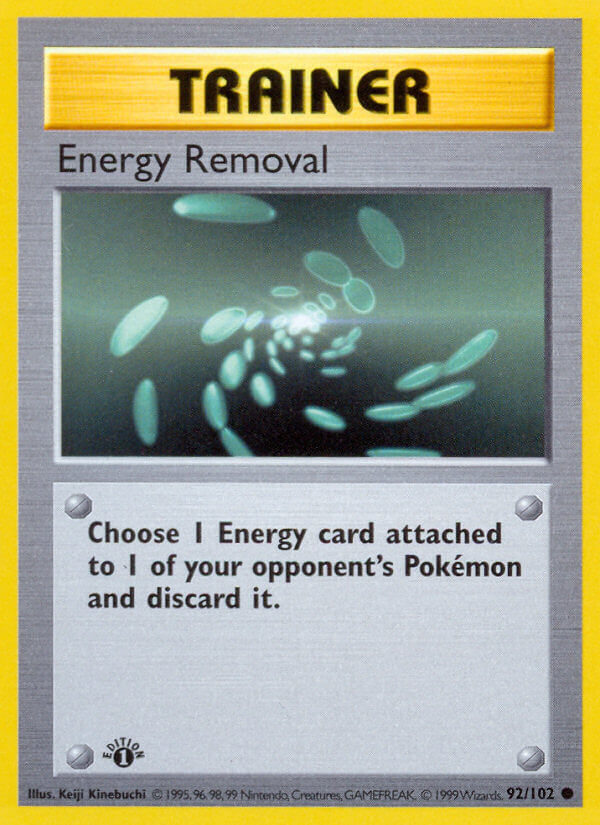 TRAINER
Energy Removal
Choose 1 Energy card attached
to 1 of your opponent's Pokémon
and discard it.
EDITION
1
Illus. Keiji Kinebuchi © 1995, 96, 98, 99 Nintendo, Creatures, GAMEFREAK. © 1999 Wizards. 92/102 ●